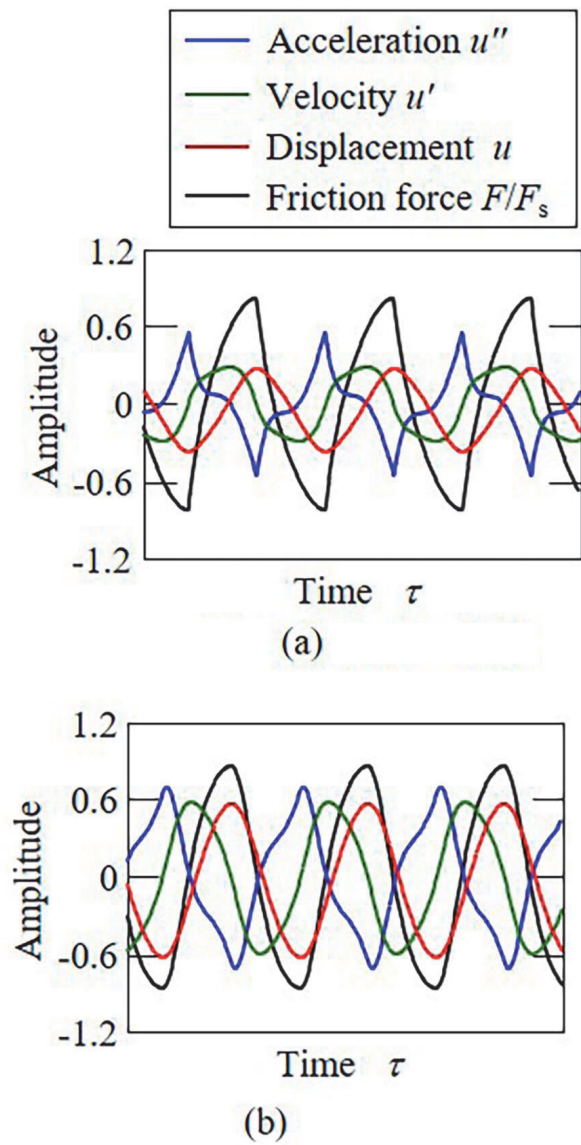 Acceleration u″
Velocity u′
Displacement u
Friction force F/Fs
1.2
0.6
0
-0.6
-1.2
Amplitude
Time τ
(a)
1.2
0.6
0
-0.6
-1.2
Amplitude
Time τ
(b)